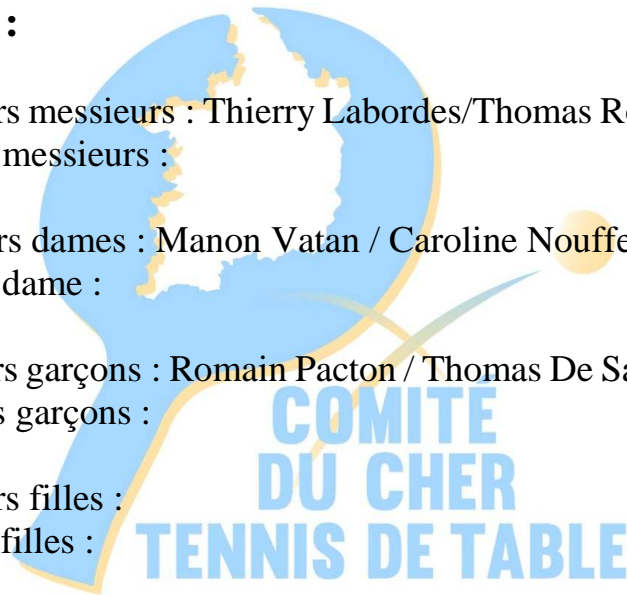 :
rs messieurs : Thierry Labordes/Thomas R
messieurs :
rs dames : Manon Vatan / Caroline Nouffe
dame :
rs garçons : Romain Pacton / Thomas De Sa
s garçons :
COMITÉ
DU CHER
rs filles :
filles :
TENNIS DE TABLE